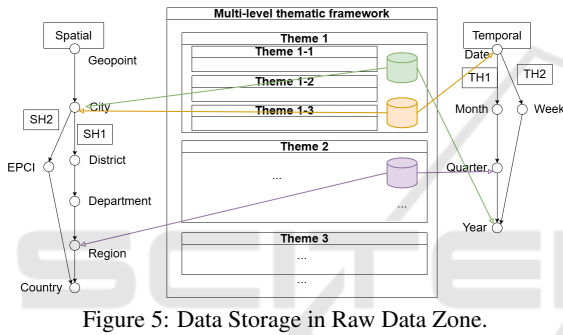 Multi-level thematic framework
Spatial
Temporal
Theme 1
Theme 1-1
Theme 1-2
Theme 1-3
Theme 2
...
...
Theme 3
...
...
Geopoint
City
SH2
SH1
EPCI
District
Department
Region
Country
Date
TH1
TH2
Month
Week
Quarter
Year
SCITE
Figure 5: Data Storage in Raw Data Zone.